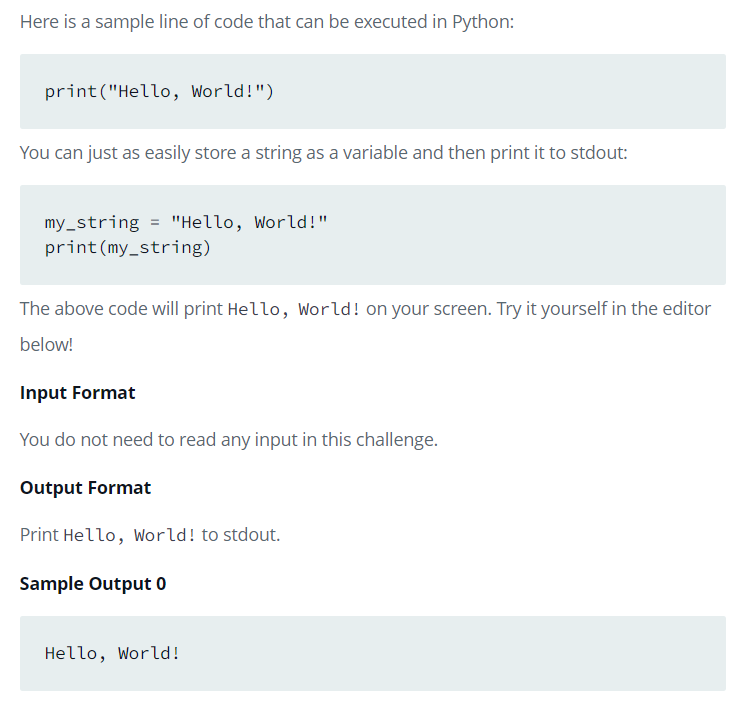 Here is a sample line of code that can be executed in Python:
print("Hello, World!")
You can just as easily store a string as a variable and then print it to stdout:
my_string = "Hello, World!"
print(my_string)
The above code will print Hello, World! on your screen. Try it yourself in the editor
below!
Input Format
You do not need to read any input in this challenge.
Output Format
Print Hello, World! to stdout.
Sample Output 0
Hello, World!